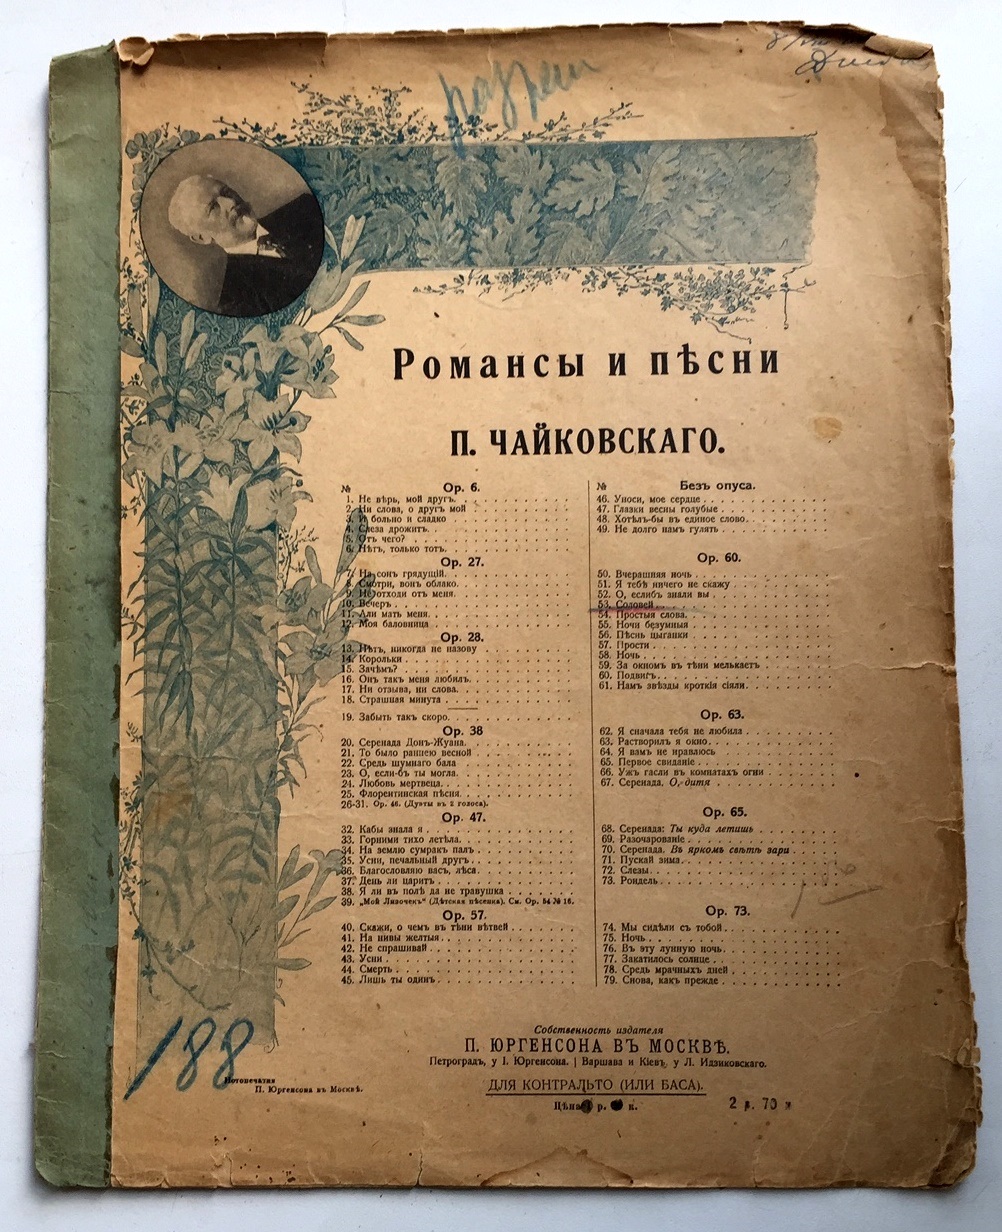 разреш
Романсы и пѣсни
П. ЧАЙКОВСКАГО.
№ Op. 6.
1. Не вѣрь, мой другъ.
2. Ни слова, о другъ мой
3. И больно и сладко
4. Слеза дрожитъ.
5. Отъ чего?
6. Нѣтъ, только тотъ.
Op. 27.
7. На сонъ грядущій.
8. Смотри, вонъ облако.
9. Не отходи отъ меня.
10. Вечеръ
11. Али мать меня.
12. Моя баловница
Op. 28.
13. Нѣтъ, никогда не назову
14. Корольки
15. Зачѣмъ?
16. Онъ такъ меня любилъ.
17. Ни отзыва, ни слова.
18. Страшная минута
19. Забыть такъ скоро.
Op. 38
20. Серенада Донъ-Жуана.
21. То было раннею весной
22. Средь шумнаго бала
23. О, если-бъ ты могла.
24. Любовь мертвеца.
25. Флорентинская пѣсня.
26-31. Op. 46. (Дуэты въ 2 голоса).
Op. 47.
32. Кабы знала я
33. Горними тихо летѣла.
34. На землю сумракъ палъ.
35. Усни, печальный другъ.
36. Благословляю васъ, лѣса.
37. День ли царитъ
38. Я ли въ полѣ да не травушка
39. „Мой Лизочекъ“ (Дѣтская пѣсенка). См. Op. 54 № 16.
Op. 57.
40. Скажи, о чемъ въ тѣни вѣтвей
41. На нивы желтыя
42. Не спрашивай
43. Усни
44. Смерть
45. Лишь ты одинъ.
№ Безъ опуса.
46. Уноси, мое сердце
47. Глазки весны голубые
48. Хотѣлъ-бы въ единое слово.
49. Не долго намъ гулять
Op. 60.
50. Вчерашняя ночь
51. Я тебѣ ничего не скажу
52. О, еслибъ знали вы
53. Соловей
54. Простыя слова.
55. Ночи безумныя
56. Пѣснь цыганки
57. Прости
58. Ночь
59. За окномъ въ тѣни мелькаетъ
60. Подвигъ.
61. Намъ звѣзды кроткія сіяли.
Op. 63.
62. Я сначала тебя не любила
63. Растворилъ я окно.
64. Я вамъ не нравлюсь
65. Первое свиданіе
66. Ужъ гасли въ комнатахъ огни
67. Серенада. О, дитя
Op. 65.
68. Серенада: Ты куда летишь
69. Разочарованіе
70. Серенада. Въ яркомъ свѣтѣ зари
71. Пускай зима.
72. Слезы.
73. Рондель
Op. 73.
74. Мы сидѣли съ тобой
75. Ночь.
76. Въ эту лунную ночь.
77. Закатилось солнце
78. Средь мрачныхъ дней
79. Снова, какъ прежде
188
Собственность издателя
П. ЮРГЕНСОНА ВЪ МОСКВѢ.
Петроградъ, у І. Юргенсона. | Варшава и Кіевъ, у Л. Идзиковскаго.
Нотопечатня
П. Юргенсона въ Москвѣ.
ДЛЯ КОНТРАЛЬТО (ИЛИ БАСА).
Цѣна р. к.
2 р. 70 к